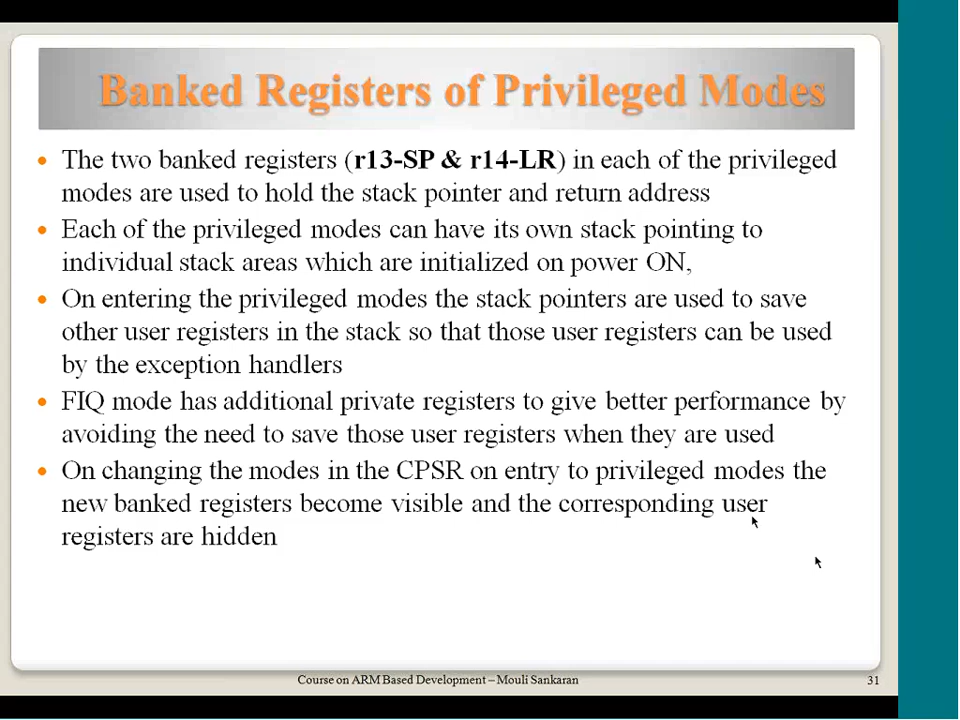 Banked Registers of Privileged Modes
• The two banked registers (r13-SP & r14-LR) in each of the privileged
modes are used to hold the stack pointer and return address
• Each of the privileged modes can have its own stack pointing to
individual stack areas which are initialized on power ON,
• On entering the privileged modes the stack pointers are used to save
other user registers in the stack so that those user registers can be used
by the exception handlers
• FIQ mode has additional private registers to give better performance by
avoiding the need to save those user registers when they are used
• On changing the modes in the CPSR on entry to privileged modes the
new banked registers become visible and the corresponding user
registers are hidden
Course on ARM Based Development – Mouli Sankaran
31